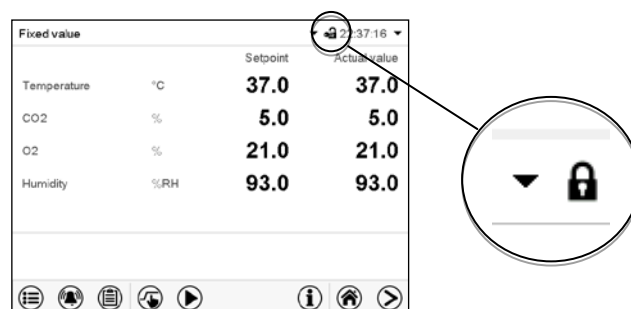 Fixed value 22:37:16
Setpoint Actual value
Temperature °C 37.0 37.0
CO2 % 5.0 5.0
O2 % 21.0 21.0
Humidity %RH 93.0 93.0